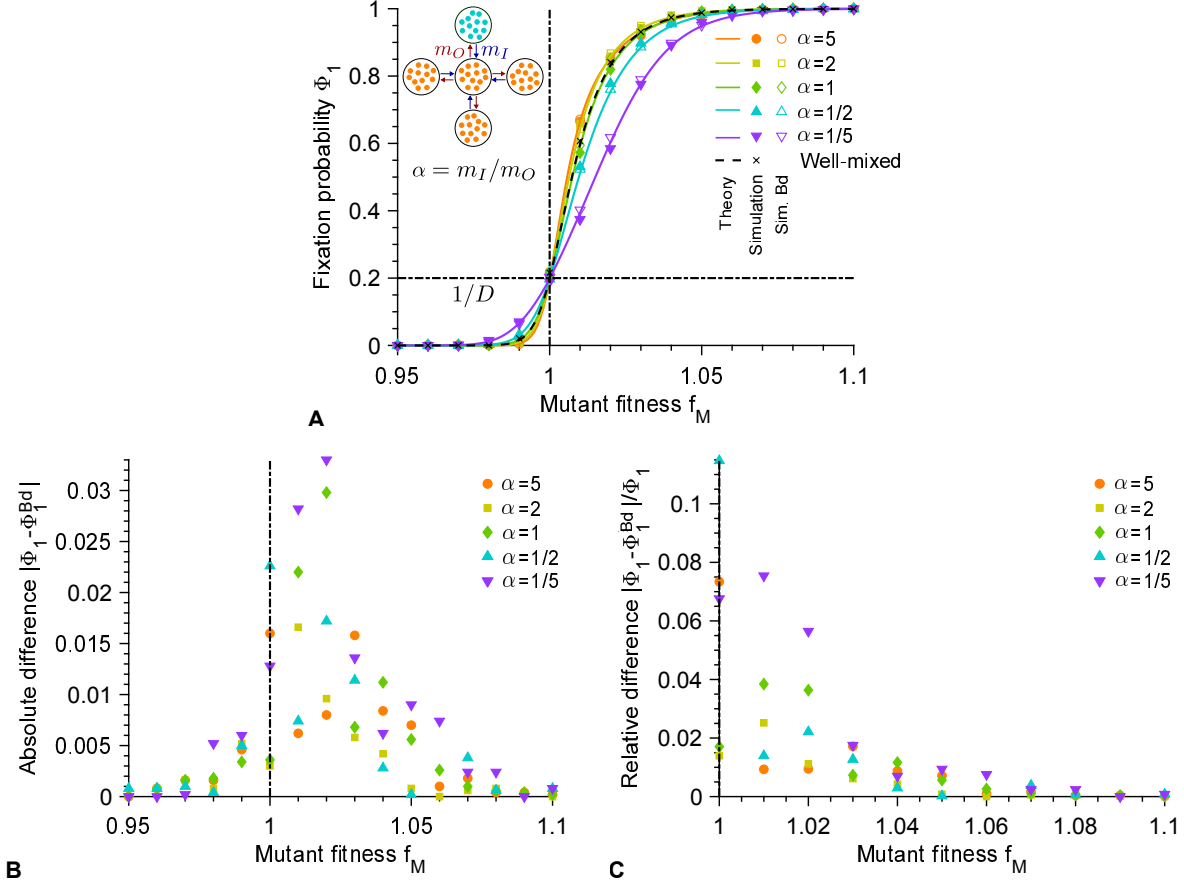 Fixation probability Φ₁
1
0.8
0.6
0.4
0.2
0
0.95
1
1.05
1.1
Mutant fitness f_M
m_O
m_I
α = m_I/m_O
1/D
α=5
α=2
α=1
α=1/2
α=1/5
Well-mixed
Theory
Simulation
Sim. Bd
A
Absolute difference |Φ₁-Φ₁^Bd|
0.03
0.025
0.02
0.015
0.01
0.005
0
0.95
1
1.05
1.1
Mutant fitness f_M
α=5
α=2
α=1
α=1/2
α=1/5
B
Relative difference |Φ₁-Φ₁^Bd|/Φ₁
0.1
0.08
0.06
0.04
0.02
0
1
1.02
1.04
1.06
1.08
1.1
Mutant fitness f_M
α=5
α=2
α=1
α=1/2
α=1/5
C